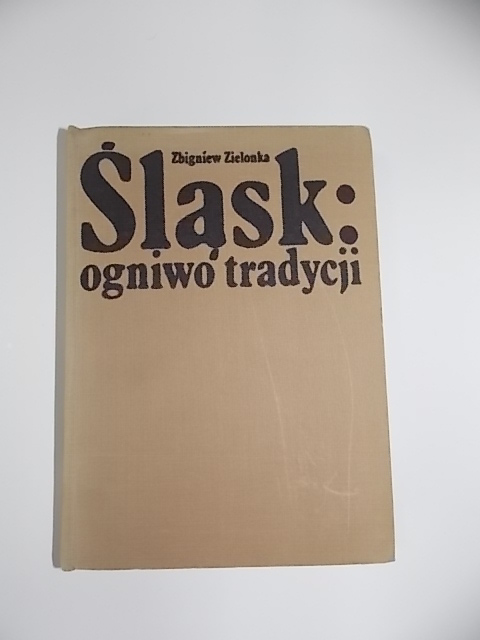 Zbigniew Zielonka
Śląsk:
ogniwo tradycji